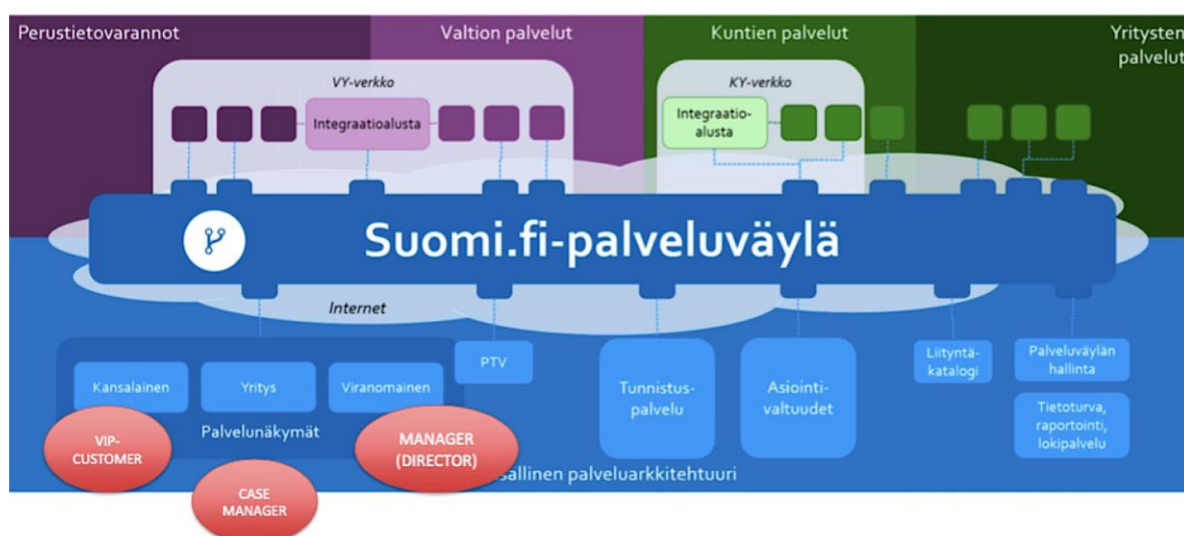 Perustietovarannot
Valtion palvelut
Kuntien palvelut
Yritysten
palvelut
VY-verkko
KY-verkko
Integraatioalusta
Integraatio-
alusta
Suomi.fi-palveluväylä
Internet
Kansalainen
Yritys
Viranomainen
Palvelunäkymät
PTV
Tunnistus-
palvelu
Asiointi-
valtuudet
Liityntä-
katalogi
Palveluväylän
hallinta
Tietoturva,
raportointi,
lokipalvelu
VIP-
CUSTOMER
CASE
MANAGER
MANAGER
(DIRECTOR)
sallinen palveluarkkitehtuuri